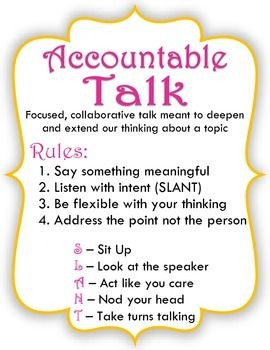 Accountable
Talk
Focused, collaborative talk meant to deepen
and extend our thinking about a topic
Rules:
1. Say something meaningful
2. Listen with intent (SLANT)
3. Be flexible with your thinking
4. Address the point not the person
S – Sit Up
L – Look at the speaker
A – Act like you care
N – Nod your head
T – Take turns talking